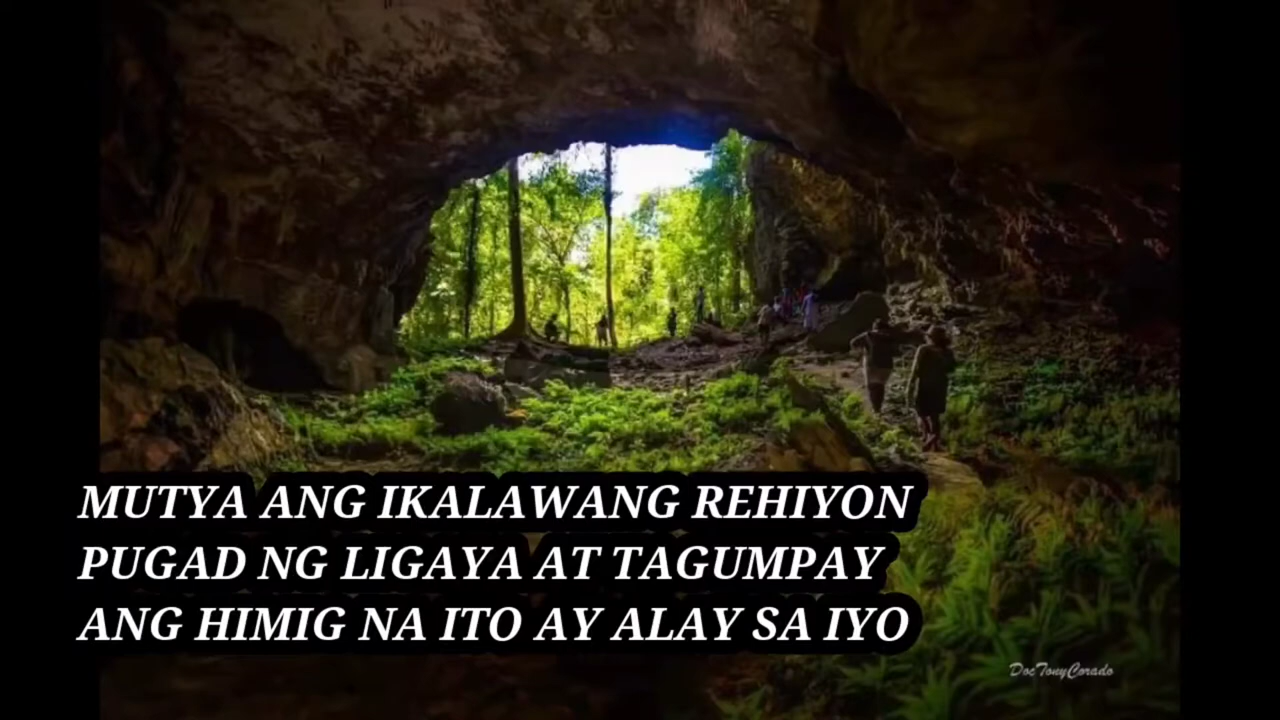 MUTYA ANG IKALAWANG REHIYON
PUGAD NG LIGAYA AT TAGUMPAY
ANG HIMIG NA ITO AY ALAY SA IYO
DocTonyCorado